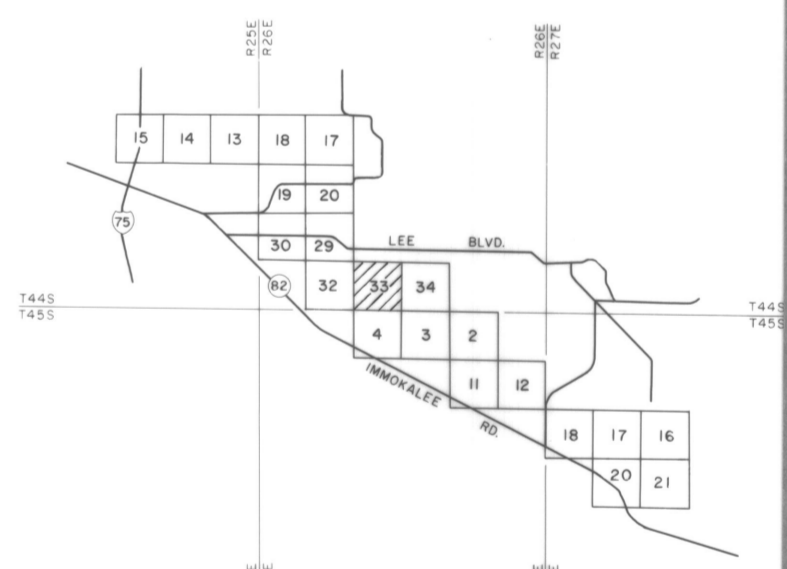 R25E
R26E
R26E
R27E
15 14 13 18 17
19 20
75
LEE BLVD.
30 29
82
32 33 34
T44S
T45S
T44S
T45S
4 3 2
IMMOKALEE RD.
11 12
18 17 16
20 21